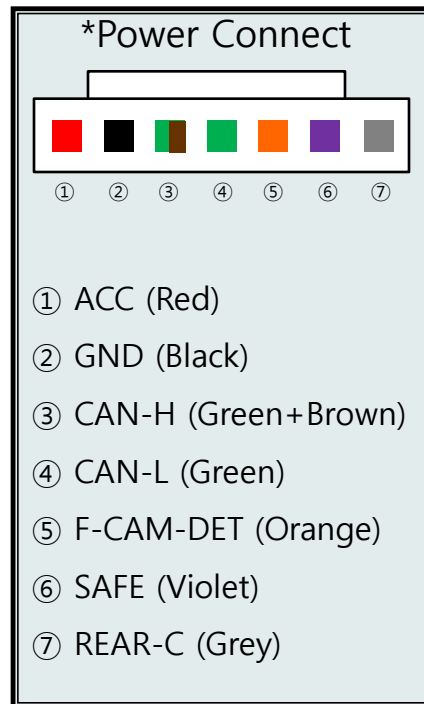 *Power Connect
① ② ③ ④ ⑤ ⑥ ⑦
① ACC (Red)
② GND (Black)
③ CAN-H (Green+Brown)
④ CAN-L (Green)
⑤ F-CAM-DET (Orange)
⑥ SAFE (Violet)
⑦ REAR-C (Grey)